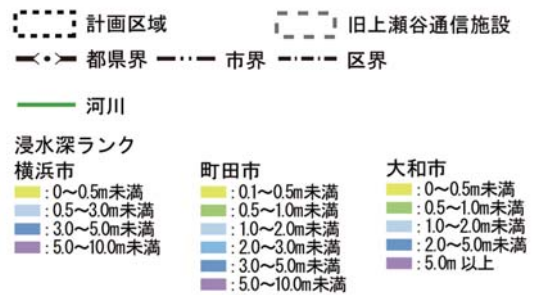 計画区域 旧上瀬谷通信施設
都県界 市界 区界
河川
浸水深ランク
横浜市
:0～0.5m未満
:0.5～3.0m未満
:3.0～5.0m未満
:5.0～10.0m未満
町田市
:0.1～0.5m未満
:0.5～1.0m未満
:1.0～2.0m未満
:2.0～3.0m未満
:3.0～5.0m未満
:5.0～10.0m未満
大和市
:0～0.5m未満
:0.5～1.0m未満
:1.0～2.0m未満
:2.0～5.0m未満
:5.0m 以上